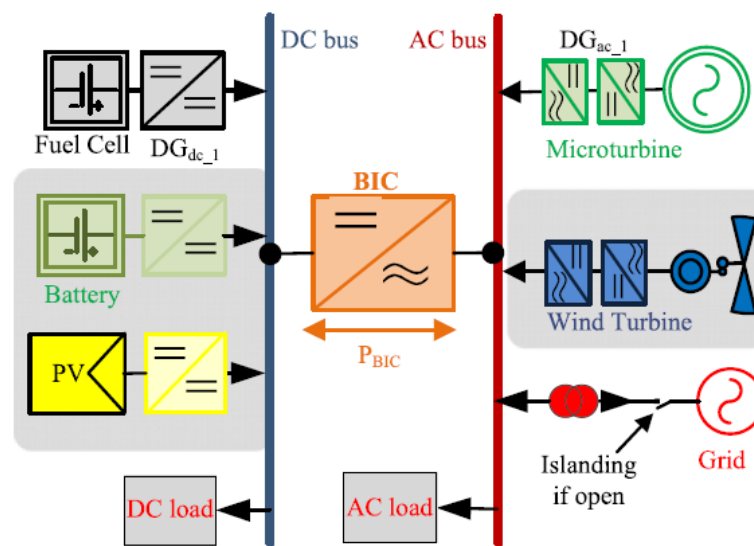 DC bus
AC bus
DGac_1
Fuel Cell
DGdc_1
Microturbine
BIC
Battery
Wind Turbine
PV
PBIC
Islanding
if open
Grid
DC load
AC load